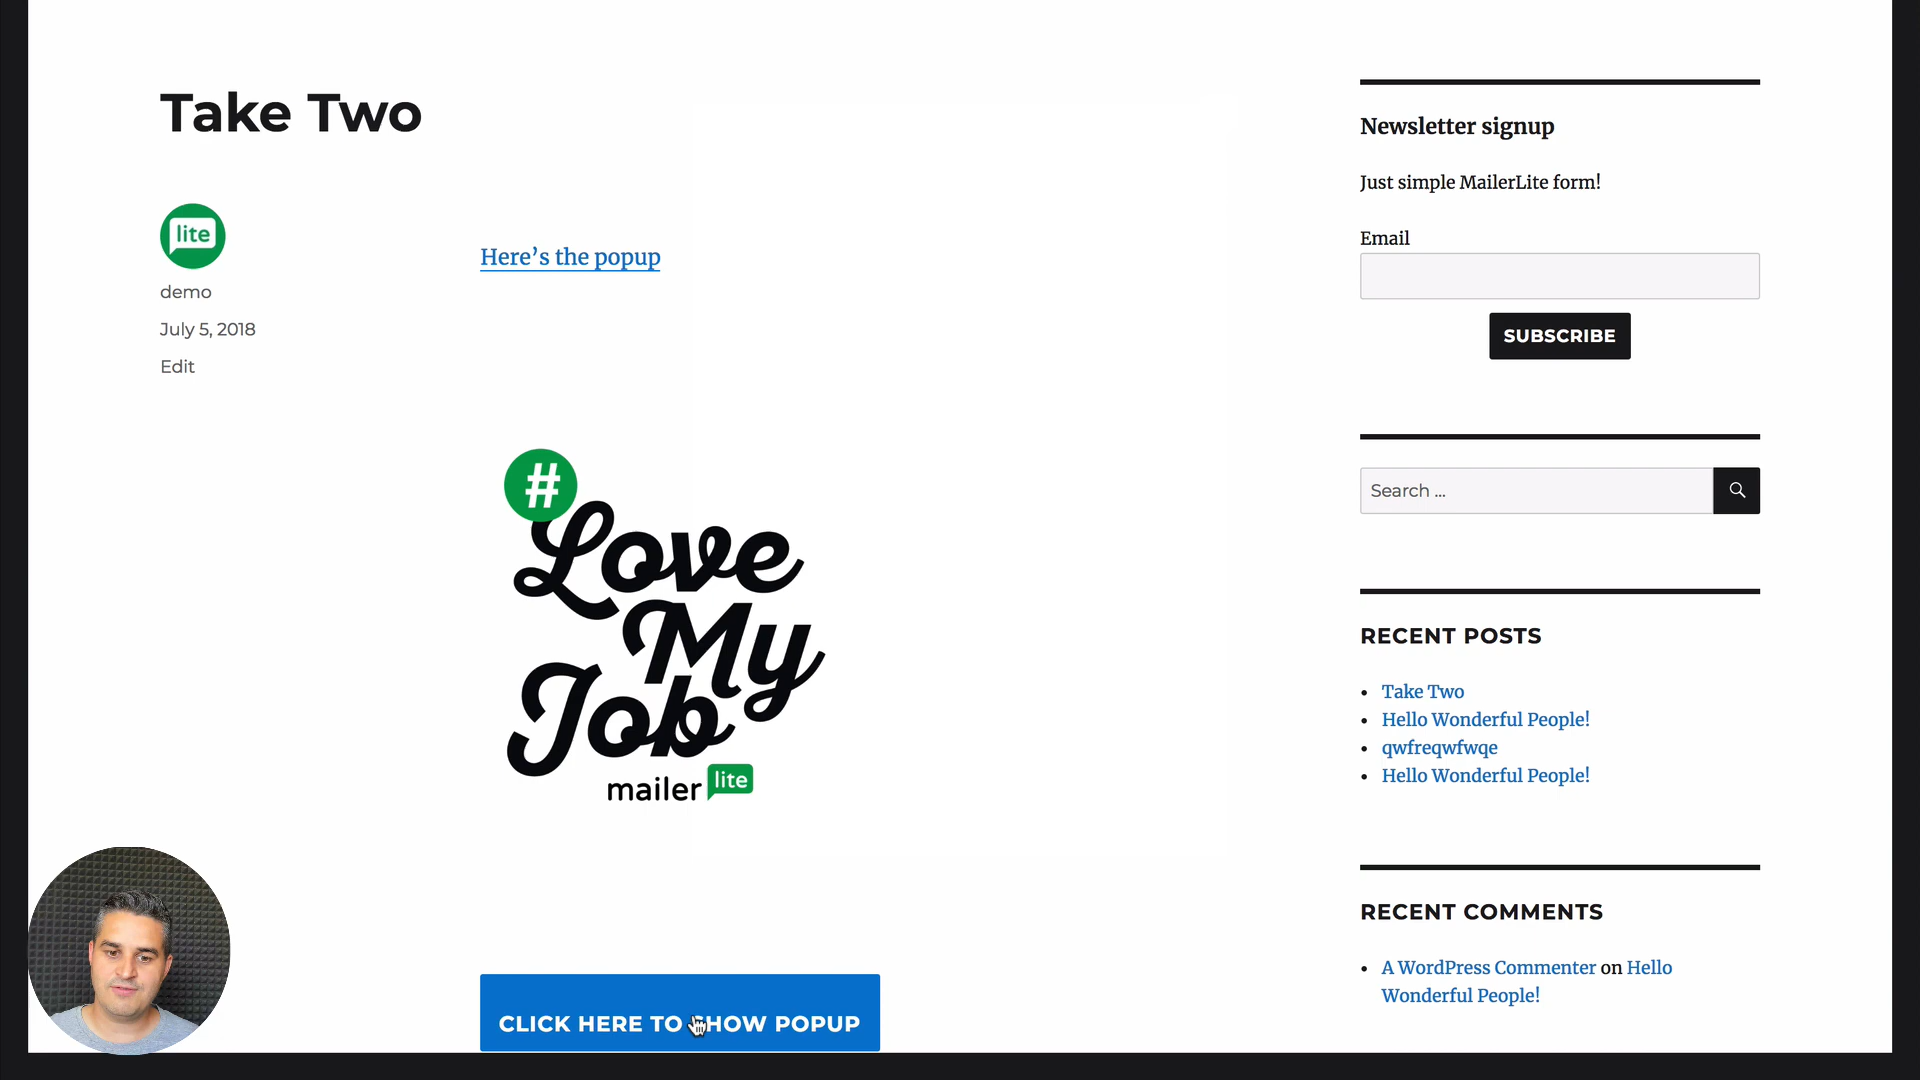 Take Two
lite
demo
July 5, 2018
Edit
Here’s the popup
#
Love
My
Job
mailer lite
CLICK HERE TO SHOW POPUP
Newsletter signup
Just simple MailerLite form!
Email
SUBSCRIBE
Search ...
RECENT POSTS
Take Two
Hello Wonderful People!
qwfreqwfwqe
Hello Wonderful People!
RECENT COMMENTS
A WordPress Commenter on Hello
Wonderful People!